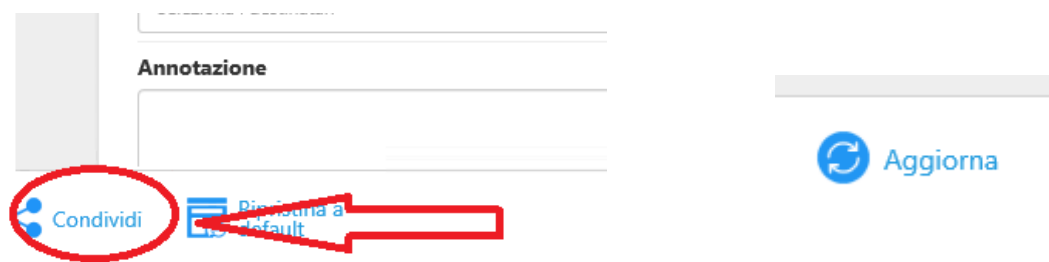 Annotazione
Condividi
Ripristina a
default
Aggiorna